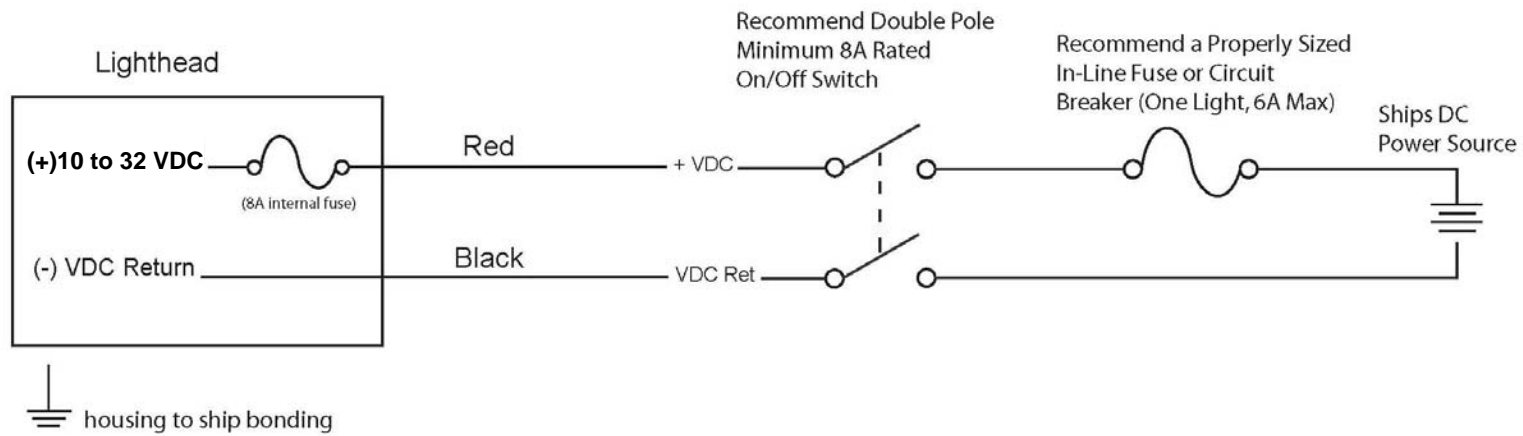 Recommend Double Pole
Minimum 8A Rated
On/Off Switch
Recommend a Properly Sized
In-Line Fuse or Circuit
Breaker (One Light, 6A Max)
Ships DC
Power Source
Lighthead
(+)10 to 32 VDC
(8A internal fuse)
Red
+ VDC
(-) VDC Return
Black
VDC Ret
housing to ship bonding